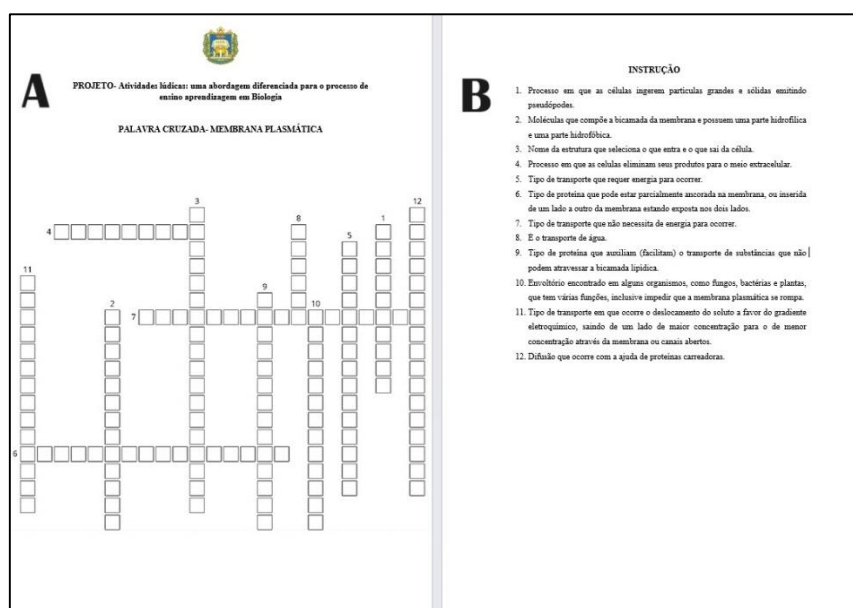 A
PROJETO- Atividades lúdicas: uma abordagem diferenciada para o processo de
ensino aprendizagem em Biologia
PALAVRA CRUZADA- MEMBRANA PLASMÁTICA
3
12
8
1
4
5
11
9
2
10
7
6
B
INSTRUÇÃO
1. Processo em que as células ingerem partículas grandes e sólidas emitindo
pseudópodes.
2. Moléculas que compõe a bicamada da membrana e possuem uma parte hidrofílica
e uma parte hidrofóbica.
3. Nome da estrutura que seleciona o que entra e o que sai da célula.
4. Processo em que as celulas eliminam seus produtos para o meio extracelular.
5. Tipo de transporte que requer energia para ocorrer.
6. Tipo de proteína que pode estar parcialmente ancorada na membrana, ou inserida
de um lado a outro da membrana estando exposta nos dois lados.
7. Tipo de transporte que não necessita de energia para ocorrer.
8. E o transporte de água.
9. Tipo de proteína que auxiliam (facilitam) o transporte de substâncias que não
podem atravessar a bicamada lipídica.
10. Envoltório encontrado em alguns organismos, como fungos, bactérias e plantas,
que tem várias funções, inclusive impedir que a membrana plasmática se rompa.
11. Tipo de transporte em que ocorre o deslocamento do soluto a favor do gradiente
eletroquímico, saindo de um lado de maior concentração para o de menor
concentração através da membrana ou canais abertos.
12. Difusão que ocorre com a ajuda de proteínas carreadoras.